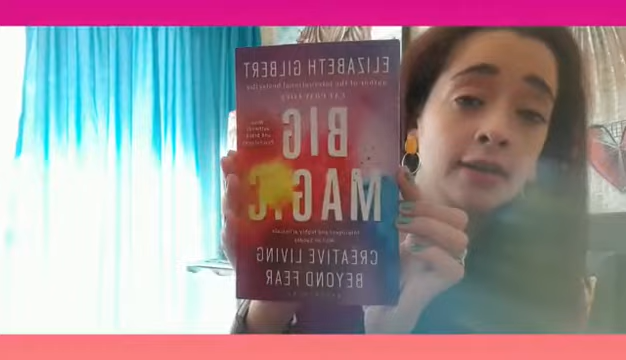 ELIZABETH GILBERT
author of the international bestseller
EAT PRAY LOVE
BIG
MAGIC
CREATIVE LIVING
BEYOND FEAR